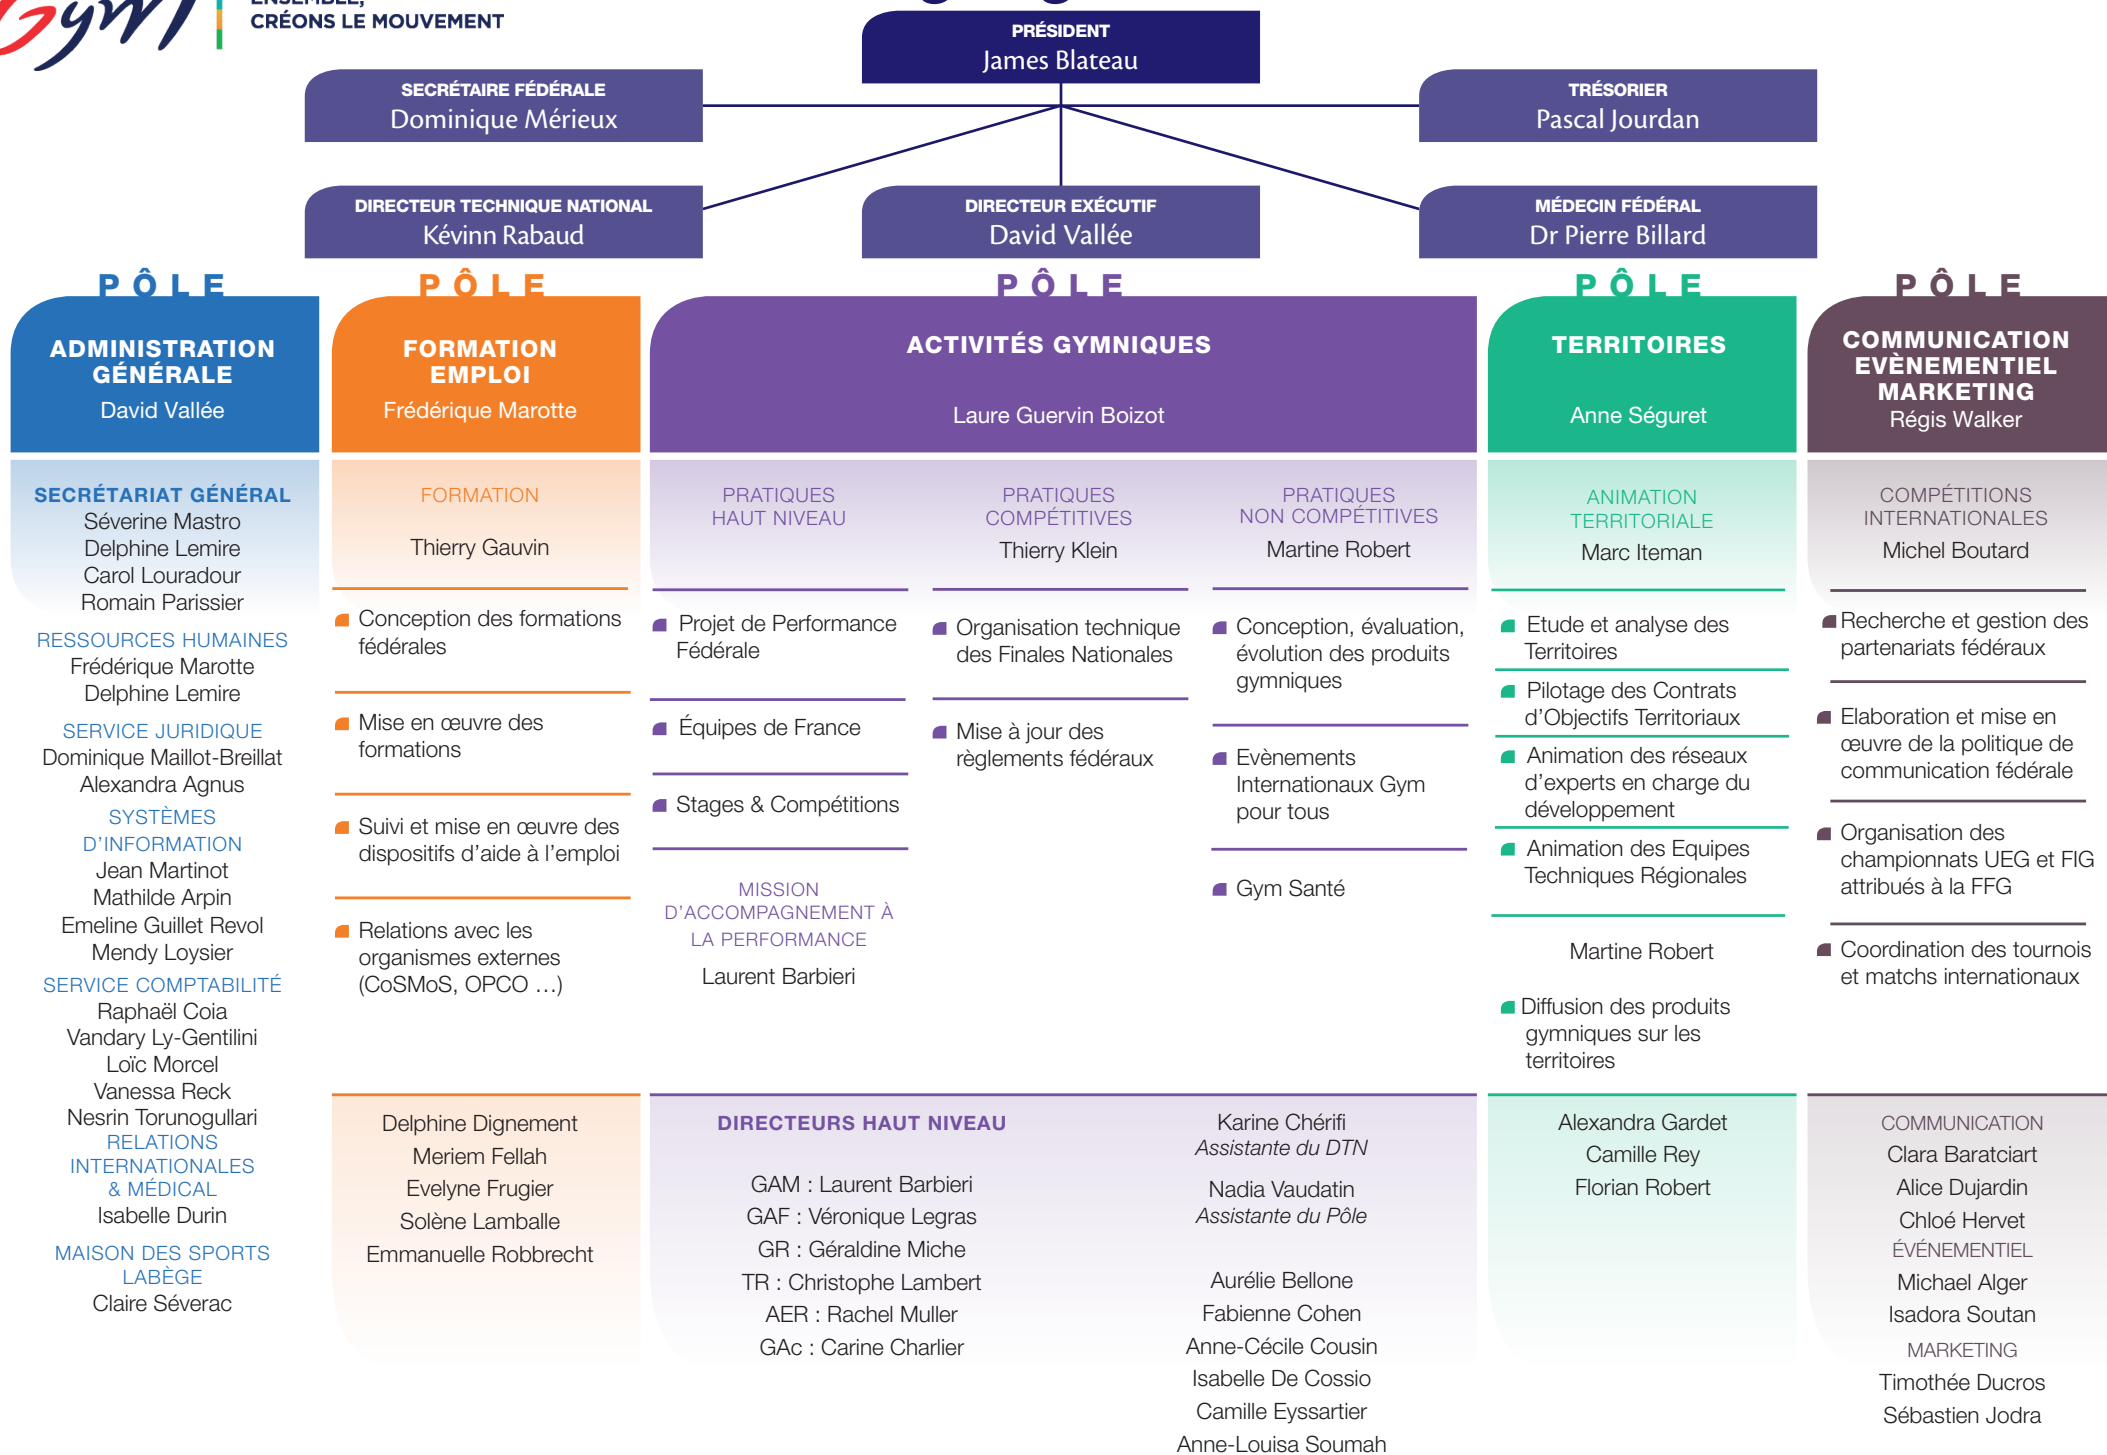 Gym
ENSEMBLE,
CRÉONS LE MOUVEMENT
PRÉSIDENT
James Blateau
SECRÉTAIRE FÉDÉRALE
Dominique Mérieux
TRÉSORIER
Pascal Jourdan
DIRECTEUR TECHNIQUE NATIONAL
Kévinn Rabaud
DIRECTEUR EXÉCUTIF
David Vallée
MÉDECIN FÉDÉRAL
Dr Pierre Billard
PÔLE
ADMINISTRATION
GÉNÉRALE
David Vallée
SECRÉTARIAT GÉNÉRAL
Séverine Mastro
Delphine Lemire
Carol Louradour
Romain Parissier
RESSOURCES HUMAINES
Frédérique Marotte
Delphine Lemire
SERVICE JURIDIQUE
Dominique Maillot-Breillat
Alexandra Agnus
SYSTÈMES
D'INFORMATION
Jean Martinot
Mathilde Arpin
Emeline Guillet Revol
Mendy Loysier
SERVICE COMPTABILITÉ
Raphaël Coia
Vandary Ly-Gentilini
Loïc Morcel
Vanessa Reck
Nesrin Torunogullari
RELATIONS
INTERNATIONALES
& MÉDICAL
Isabelle Durin
MAISON DES SPORTS
LABÈGE
Claire Séverac
PÔLE
FORMATION
EMPLOI
Frédérique Marotte
FORMATION
Thierry Gauvin
Conception des formations
fédérales
Mise en œuvre des
formations
Suivi et mise en œuvre des
dispositifs d'aide à l'emploi
Relations avec les
organismes externes
(CoSMoS, OPCO ...)
Delphine Dignement
Meriem Fellah
Evelyne Frugier
Solène Lamballe
Emmanuelle Robbrecht
PÔLE
ACTIVITÉS GYMNIQUES
Laure Guervin Boizot
PRATIQUES
HAUT NIVEAU
Projet de Performance
Fédérale
Équipes de France
Stages & Compétitions
MISSION
D'ACCOMPAGNEMENT À
LA PERFORMANCE
Laurent Barbieri
PRATIQUES
COMPÉTITIVES
Thierry Klein
Organisation technique
des Finales Nationales
Mise à jour des
règlements fédéraux
PRATIQUES
NON COMPÉTITIVES
Martine Robert
Conception, évaluation,
évolution des produits
gymniques
Evènements
Internationaux Gym
pour tous
Gym Santé
DIRECTEURS HAUT NIVEAU
GAM : Laurent Barbieri
GAF : Véronique Legras
GR : Géraldine Miche
TR : Christophe Lambert
AER : Rachel Muller
GAc : Carine Charlier
Karine Chérifi
Assistante du DTN
Nadia Vaudatin
Assistante du Pôle
Aurélie Bellone
Fabienne Cohen
Anne-Cécile Cousin
Isabelle De Cossio
Camille Eyssartier
Anne-Louisa Soumah
PÔLE
TERRITOIRES
Anne Séguret
ANIMATION
TERRITORIALE
Marc Iteman
Etude et analyse des
Territoires
Pilotage des Contrats
d'Objectifs Territoriaux
Animation des réseaux
d'experts en charge du
développement
Animation des Equipes
Techniques Régionales
Martine Robert
Diffusion des produits
gymniques sur les
territoires
Alexandra Gardet
Camille Rey
Florian Robert
PÔLE
COMMUNICATION
EVÈNEMENTIEL
MARKETING
Régis Walker
COMPÉTITIONS
INTERNATIONALES
Michel Boutard
Recherche et gestion des
partenariats fédéraux
Elaboration et mise en
œuvre de la politique de
communication fédérale
Organisation des
championnats UEG et FIG
attribués à la FFG
Coordination des tournois
et matchs internationaux
COMMUNICATION
Clara Baratciart
Alice Dujardin
Chloé Hervet
ÉVÉNEMENTIEL
Michael Alger
Isadora Soutan
MARKETING
Timothée Ducros
Sébastien Jodra